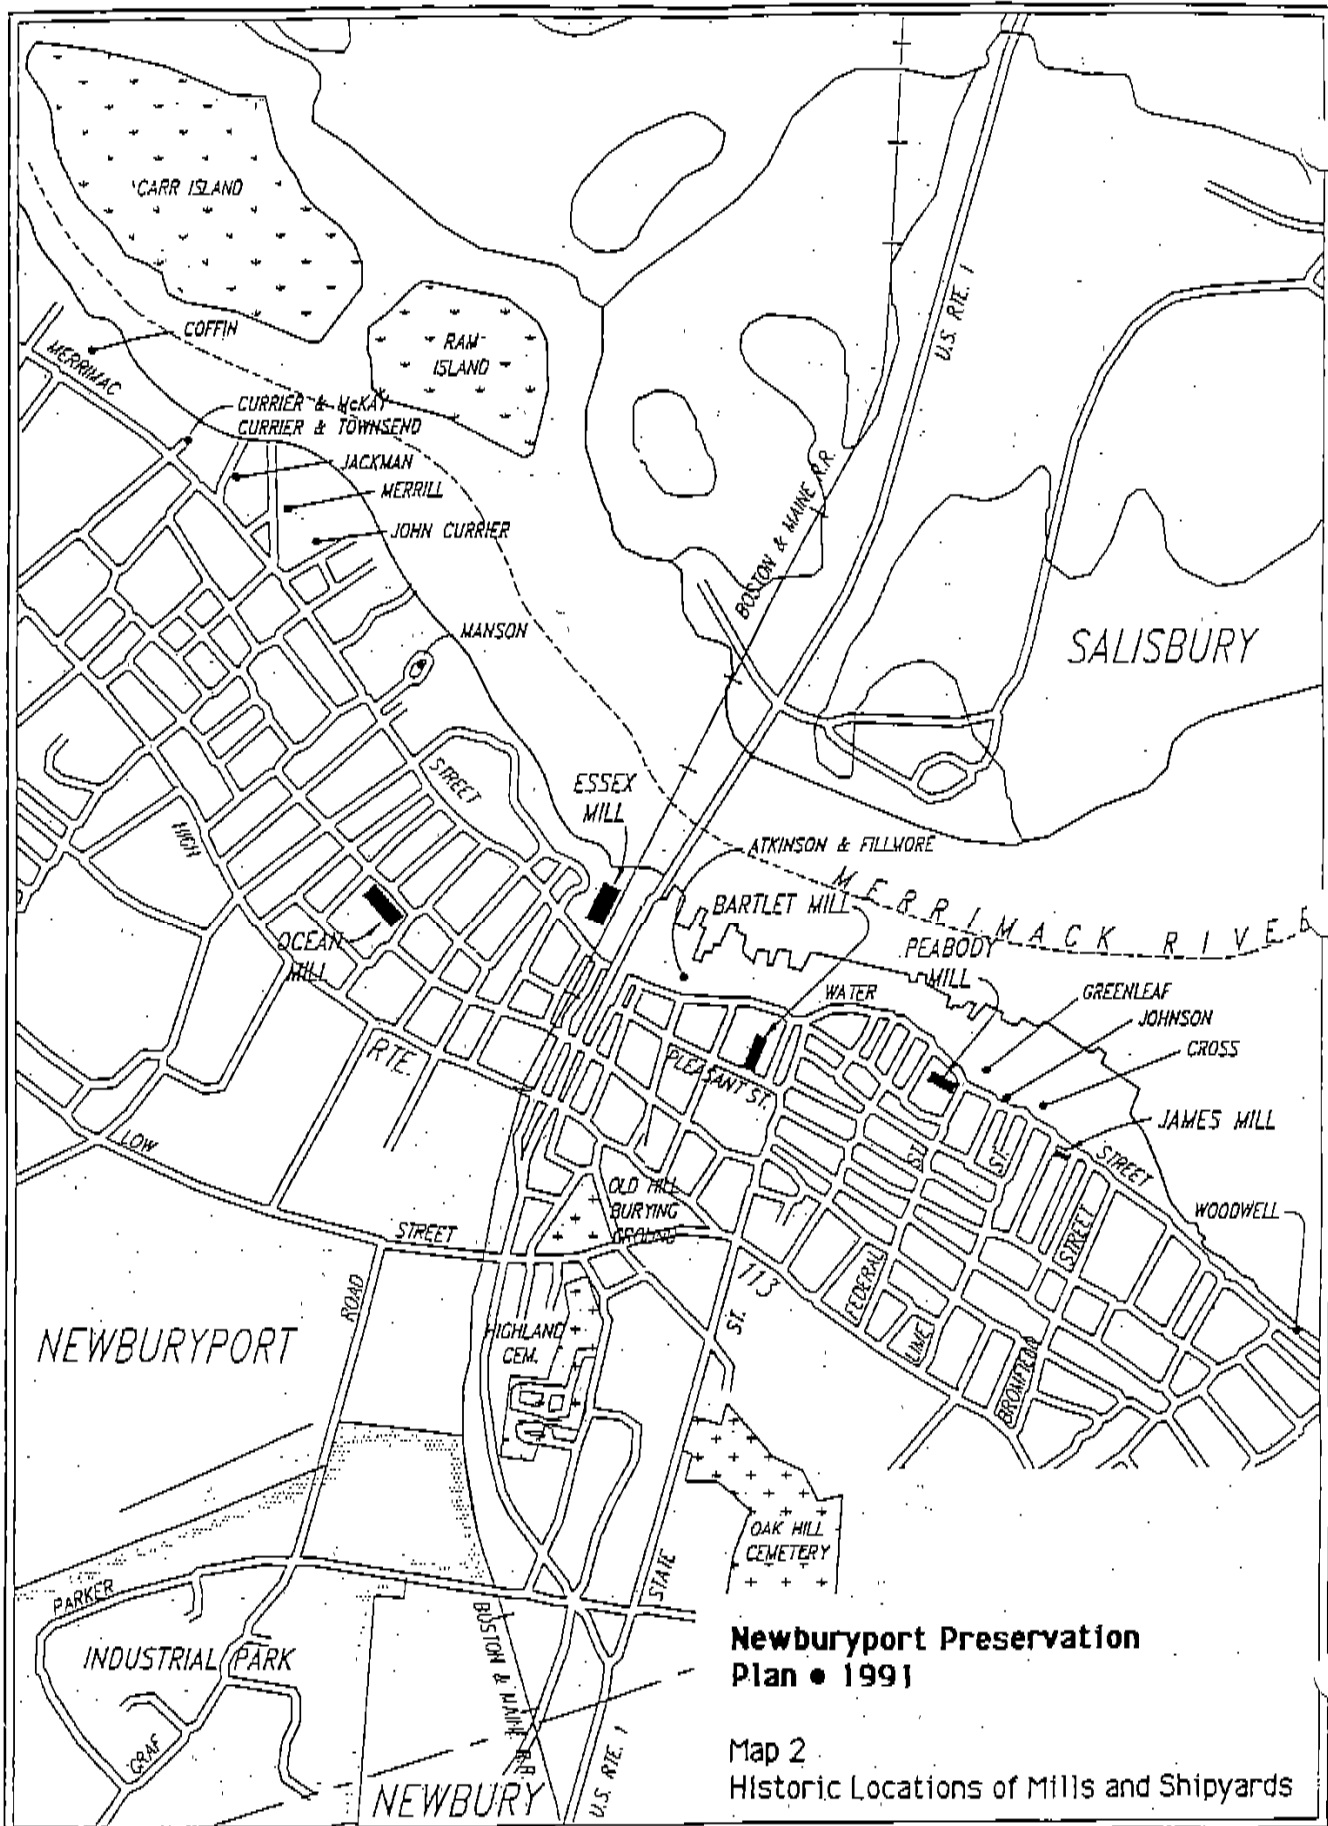 CARR ISLAND
COFFIN
MERRIMAC
RAM
ISLAND
U.S. RTE. 1
CURRIER & McKAY
CURRIER & TOWNSEND
JACKMAN
MERRILL
JOHN CURRIER
BOSTON & MAINE R.R.
MANSON
SALISBURY
STREET
ESSEX
MILL
HIGH
ATKINSON & FILLMORE
MERRIMACK RIVER
BARTLET MILL
OCEAN
MILL
PEABODY
MILL
WATER
GREENLEAF
JOHNSON
CROSS
RTE.
PLEASANT ST.
JAMES MILL
LOW
ST.
ST.
STREET
OLD HILL
BURYING
GROUND
WOODWELL
STREET
STREET
113
FEDERAL
ROAD
ST.
NEWBURYPORT
HIGHLAND
CEM.
LIME
BROMFIELD
OAK HILL
CEMETERY
STATE
PARKER
BOSTON & MAINE R.R.
INDUSTRIAL PARK
GRAF
NEWBURY
U.S. RTE. 1
Newburyport Preservation
Plan • 1991
Map 2
Historic Locations of Mills and Shipyards